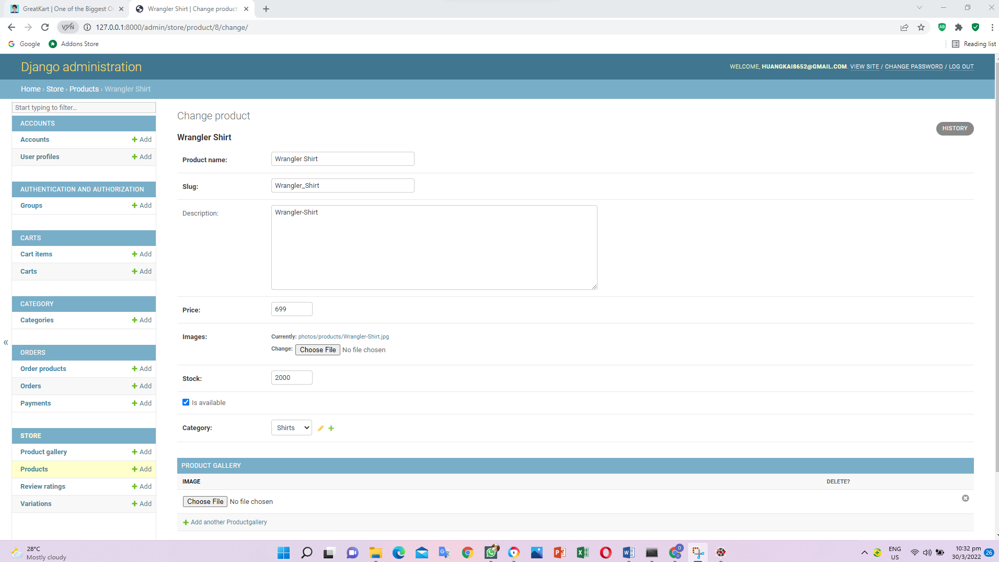 GreatKart | One of the Biggest O
Wrangler Shirt | Change product
VPN
127.0.0.1:8000/admin/store/product/8/change/
Google
Addons Store
Reading list
Django administration
WELCOME, HUANGKAI8652@GMAIL.COM. VIEW SITE / CHANGE PASSWORD / LOG OUT
Home › Store › Products › Wrangler Shirt
Start typing to filter...
ACCOUNTS
Accounts
Add
User profiles
Add
AUTHENTICATION AND AUTHORIZATION
Groups
Add
CARTS
Cart items
Add
Carts
Add
CATEGORY
Categories
Add
«
ORDERS
Order products
Add
Orders
Add
Payments
Add
STORE
Product gallery
Add
Products
Add
Review ratings
Add
Variations
Add
Change product
HISTORY
Wrangler Shirt
Product name:
Wrangler Shirt
Slug:
Wrangler_Shirt
Description:
Wrangler-Shirt
Price:
699
Images:
Currently: photos/products/Wrangler-Shirt.jpg
Change: Choose File No file chosen
Stock:
2000
Is available
Category:
Shirts
PRODUCT GALLERY
IMAGE
DELETE?
Choose File No file chosen
Add another Productgallery
28°C
Mostly cloudy
ENG
US
10:32 pm
30/3/2022
26